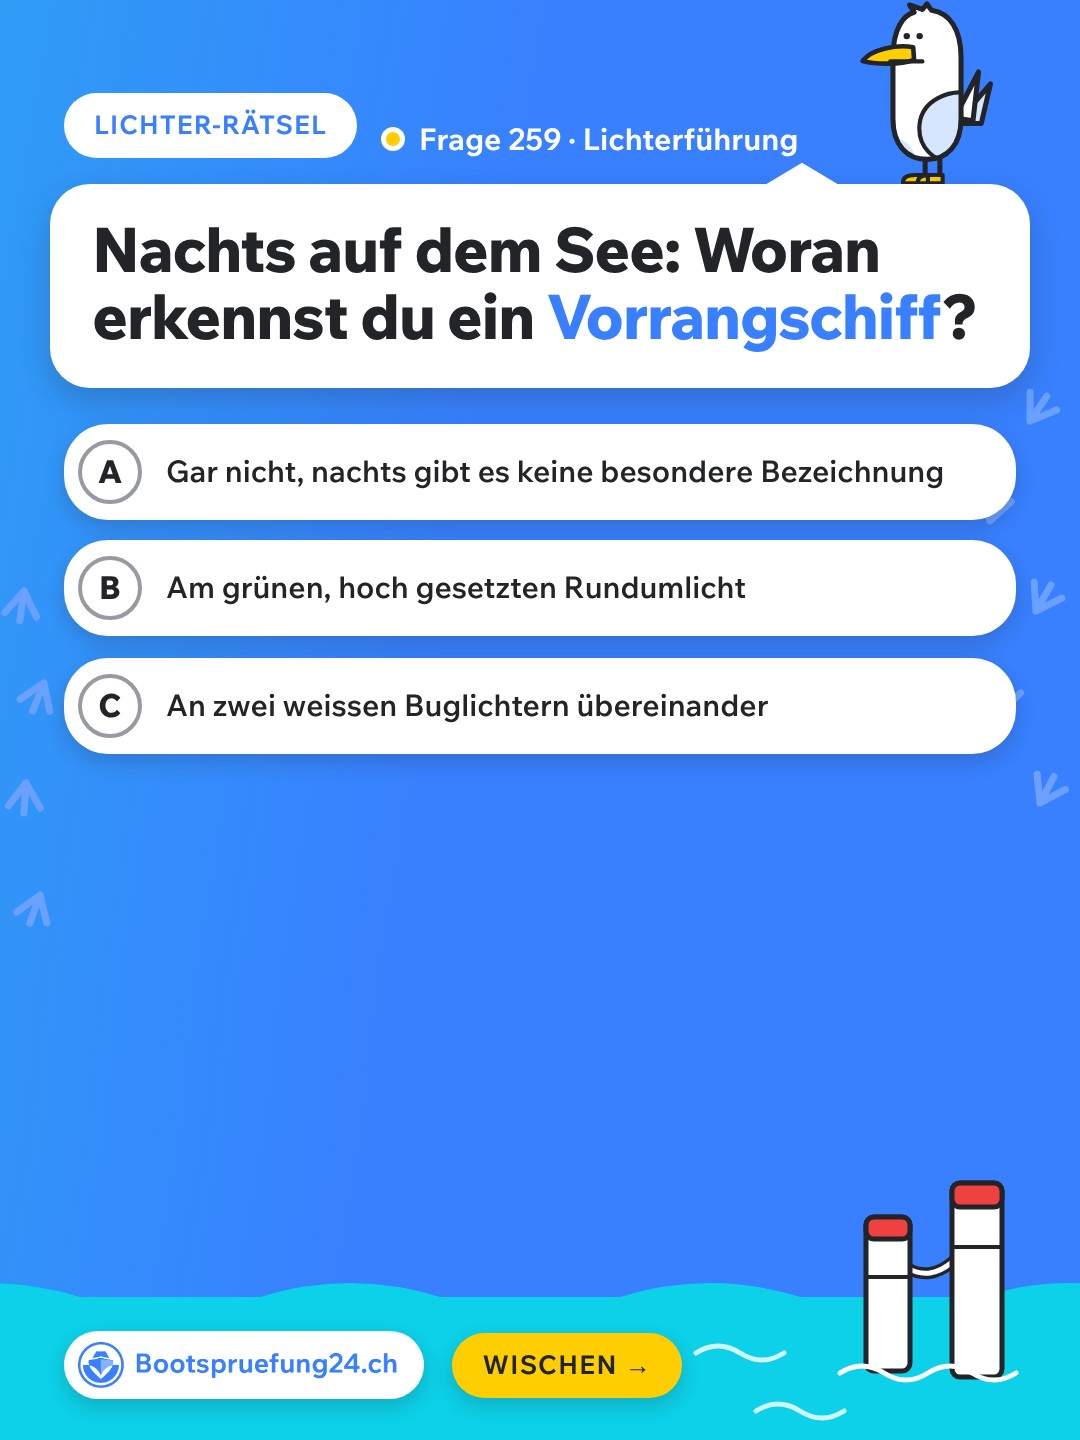 LICHTER-RÄTSEL
Frage 259 · Lichterführung
Nachts auf dem See: Woran
erkennst du ein Vorrangschiff?
A Gar nicht, nachts gibt es keine besondere Bezeichnung
B Am grünen, hoch gesetzten Rundumlicht
C An zwei weissen Buglichtern übereinander
Bootspruefung24.ch
WISCHEN →